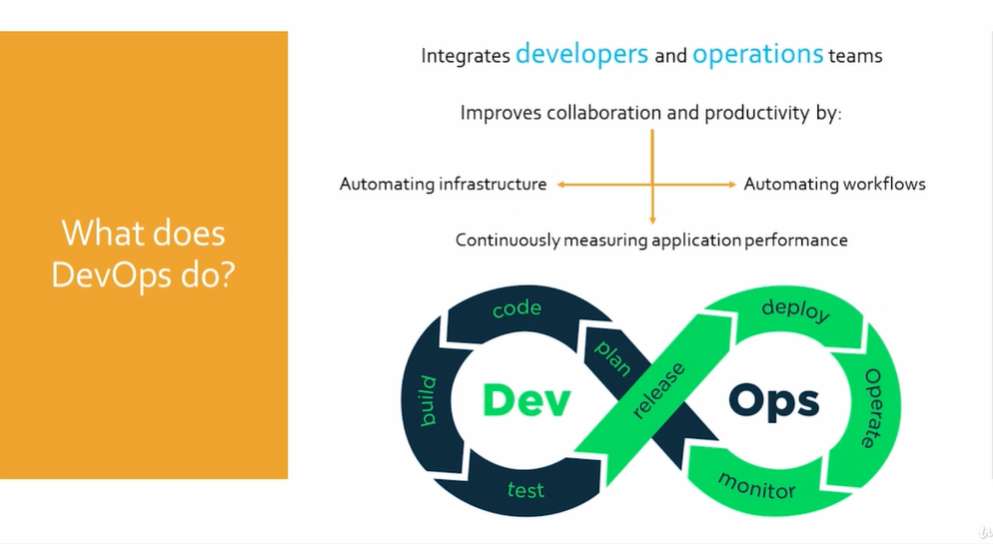 What does
DevOps do?
Integrates developers and operations teams
Improves collaboration and productivity by:
Automating infrastructure
Automating workflows
Continuously measuring application performance
code
plan
build
test
Dev
release
Ops
deploy
Operate
monitor